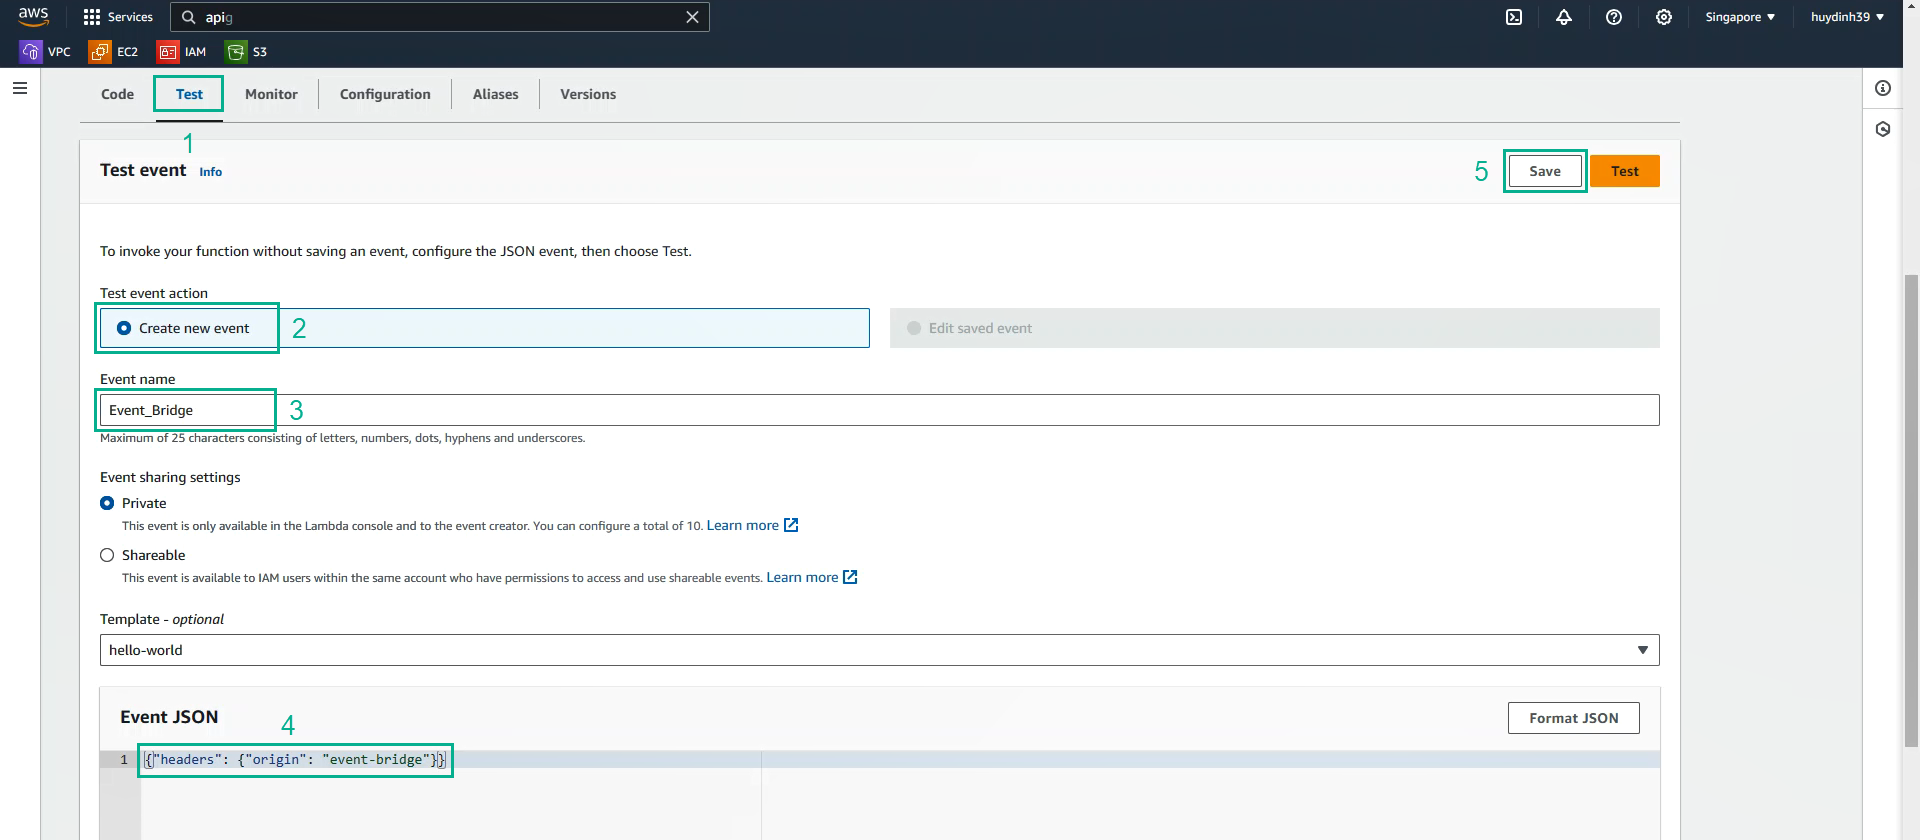 aws Services apig Singapore huydinh39
VPC EC2 IAM S3
Code Test Monitor Configuration Aliases Versions
1
Test event Info 5 Save Test
To invoke your function without saving an event, configure the JSON event, then choose Test.
Test event action
Create new event 2 Edit saved event
Event name
Event_Bridge 3
Maximum of 25 characters consisting of letters, numbers, dots, hyphens and underscores.
Event sharing settings
Private
This event is only available in the Lambda console and to the event creator. You can configure a total of 10. Learn more
Shareable
This event is available to IAM users within the same account who have permissions to access and use shareable events. Learn more
Template - optional
hello-world
Event JSON 4 Format JSON
1 {"headers": {"origin": "event-bridge"}}